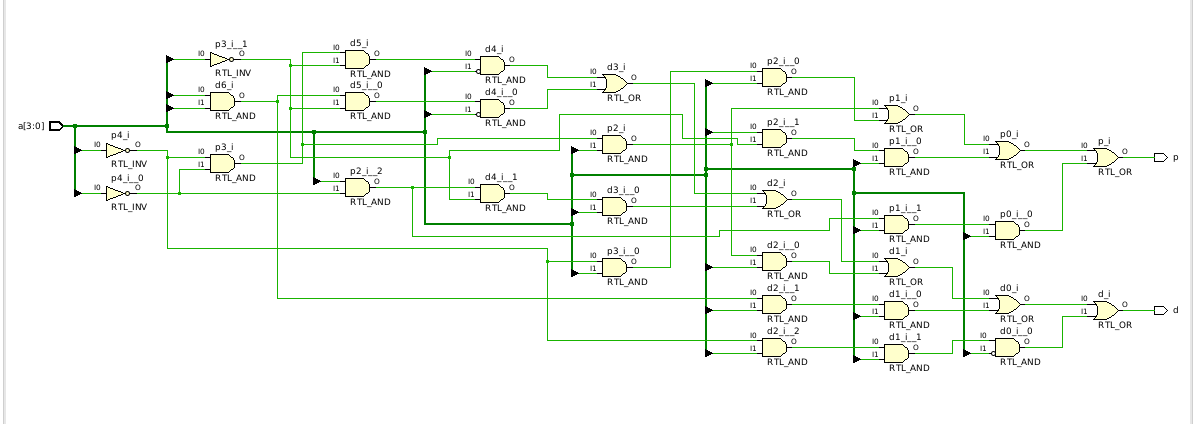 a[3:0]
p3_i__1
I0
O
RTL_INV
d6_i
I0
I1
O
RTL_AND
p4_i
I0
O
RTL_INV
p4_i__0
I0
O
RTL_INV
p3_i
I0
I1
O
RTL_AND
d5_i
I0
I1
O
RTL_AND
d5_i__0
I0
I1
O
RTL_AND
p2_i__2
I0
I1
O
RTL_AND
d4_i
I0
I1
O
RTL_AND
d4_i__0
I0
I1
O
RTL_AND
d4_i__1
I0
I1
O
RTL_AND
d3_i
I0
I1
O
RTL_OR
p2_i
I0
I1
O
RTL_AND
d3_i__0
I0
I1
O
RTL_AND
p3_i__0
I0
I1
O
RTL_AND
p2_i__0
I0
I1
O
RTL_AND
p2_i__1
I0
I1
O
RTL_AND
d2_i
I0
I1
O
RTL_OR
d2_i__0
I0
I1
O
RTL_AND
d2_i__1
I0
I1
O
RTL_AND
d2_i__2
I0
I1
O
RTL_AND
p1_i
I0
I1
O
RTL_OR
p1_i__0
I0
I1
O
RTL_AND
p1_i__1
I0
I1
O
RTL_AND
d1_i
I0
I1
O
RTL_OR
d1_i__0
I0
I1
O
RTL_AND
d1_i__1
I0
I1
O
RTL_AND
p0_i
I0
I1
O
RTL_OR
p0_i__0
I0
I1
O
RTL_AND
d0_i
I0
I1
O
RTL_OR
d0_i__0
I0
I1
O
RTL_AND
p_i
I0
I1
O
RTL_OR
p
d_i
I0
I1
O
RTL_OR
d